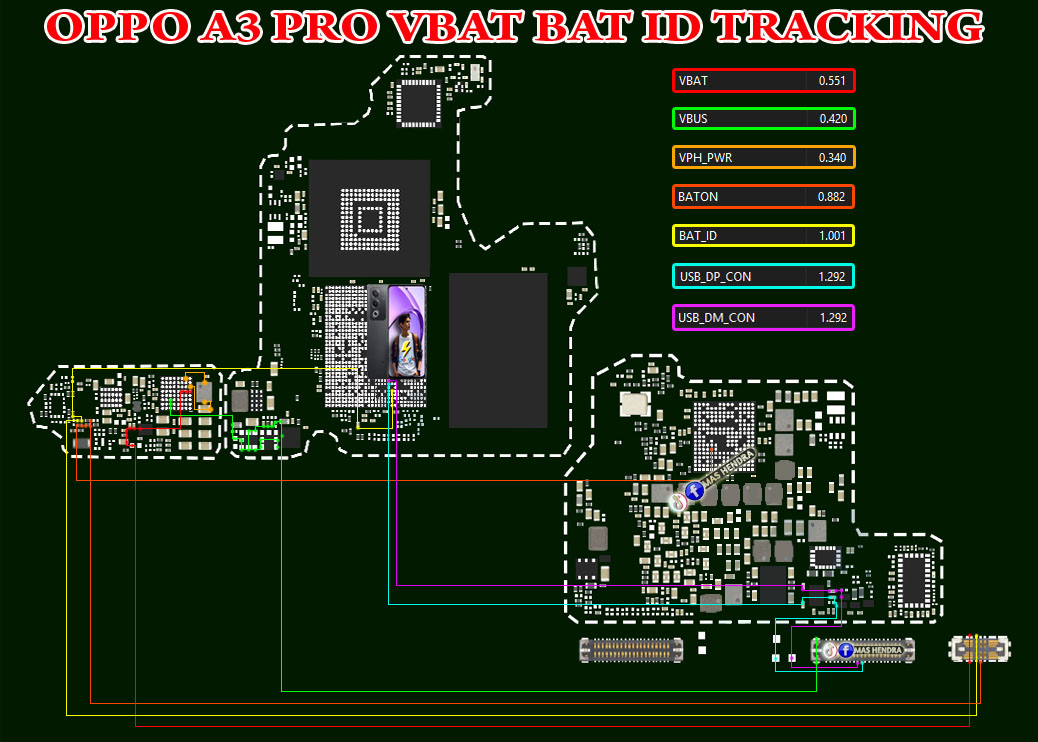 OPPO A3 PRO VBAT BAT ID TRACKING
VBAT 0.551
VBUS 0.420
VPH_PWR 0.340
BATON 0.882
BAT_ID 1.001
USB_DP_CON 1.292
USB_DM_CON 1.292
MAS HENDRA
MAS HENDRA